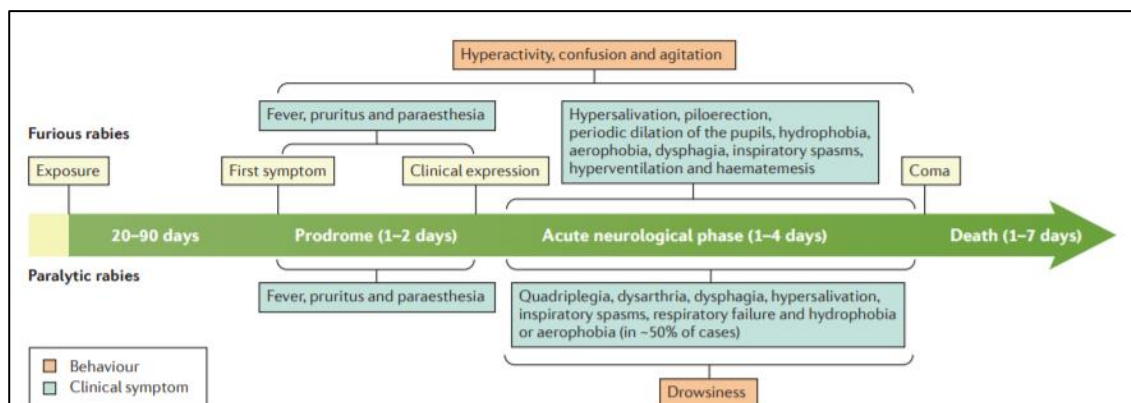 Hyperactivity, confusion and agitation
Fever, pruritus and paraesthesia
Hypersalivation, piloerection,
periodic dilation of the pupils, hydrophobia,
aerophobia, dysphagia, inspiratory spasms,
hyperventilation and haematemesis
Furious rabies
Exposure
First symptom
Clinical expression
Coma
20–90 days
Prodrome (1–2 days)
Acute neurological phase (1–4 days)
Death (1–7 days)
Paralytic rabies
Fever, pruritus and paraesthesia
Quadriplegia, dysarthria, dysphagia, hypersalivation,
inspiratory spasms, respiratory failure and hydrophobia
or aerophobia (in ~50% of cases)
Behaviour
Clinical symptom
Drowsiness